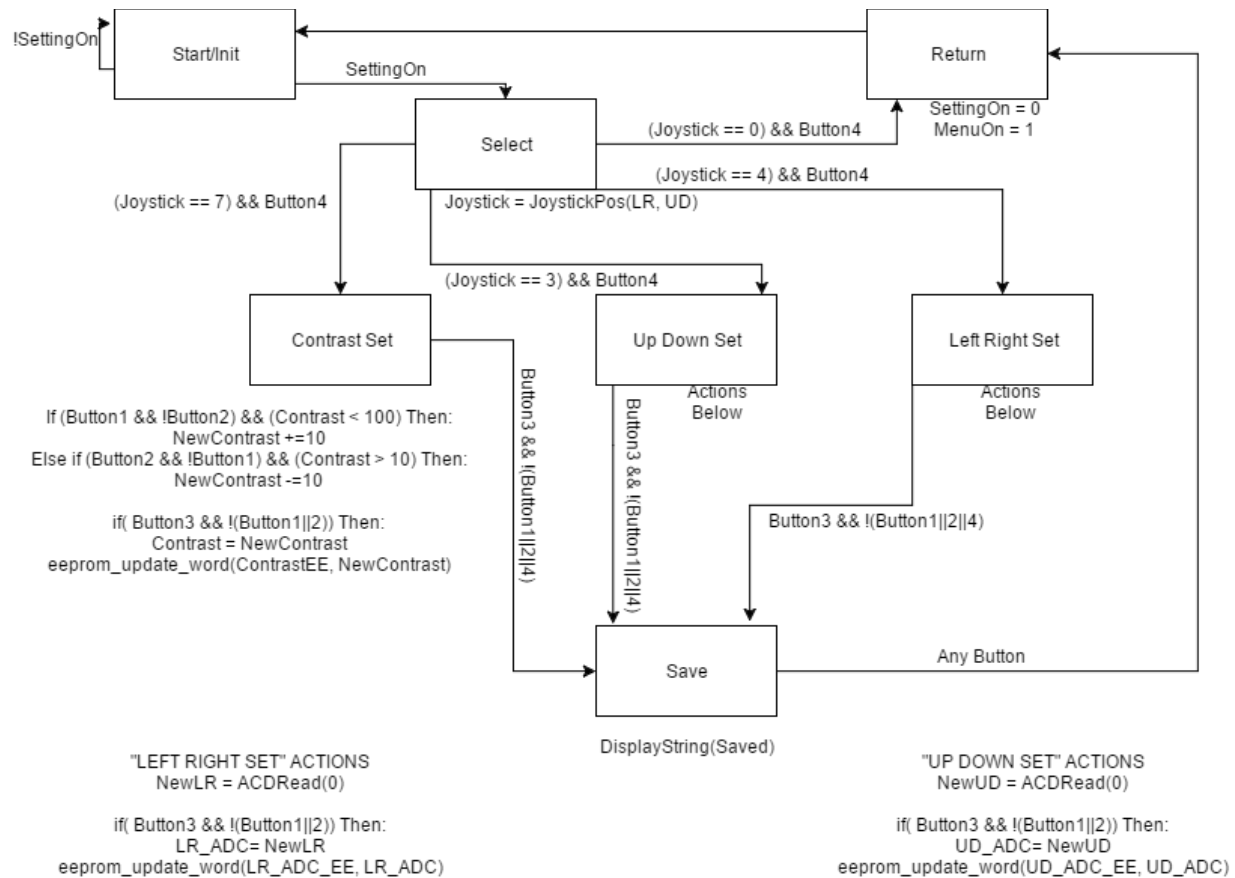 !SettingOn
Start/Init
SettingOn
Return
SettingOn = 0
MenuOn = 1
Select
(Joystick == 0) && Button4
(Joystick == 4) && Button4
(Joystick == 7) && Button4
Joystick = JoystickPos(LR, UD)
(Joystick == 3) && Button4
Contrast Set
Up Down Set
Left Right Set
Actions
Below
Actions
Below
If (Button1 && !Button2) && (Contrast < 100) Then:
NewContrast +=10
Else if (Button2 && !Button1) && (Contrast > 10) Then:
NewContrast -=10
if( Button3 && !(Button1||2)) Then:
Contrast = NewContrast
eeprom_update_word(ContrastEE, NewContrast)
Button3 && !(Button1||2||4)
Button3 && !(Button1||2||4)
Button3 && !(Button1||2||4)
Save
Any Button
DisplayString(Saved)
"LEFT RIGHT SET" ACTIONS
NewLR = ACDRead(0)
if( Button3 && !(Button1||2)) Then:
LR_ADC= NewLR
eeprom_update_word(LR_ADC_EE, LR_ADC)
"UP DOWN SET" ACTIONS
NewUD = ACDRead(0)
if( Button3 && !(Button1||2)) Then:
UD_ADC= NewUD
eeprom_update_word(UD_ADC_EE, UD_ADC)